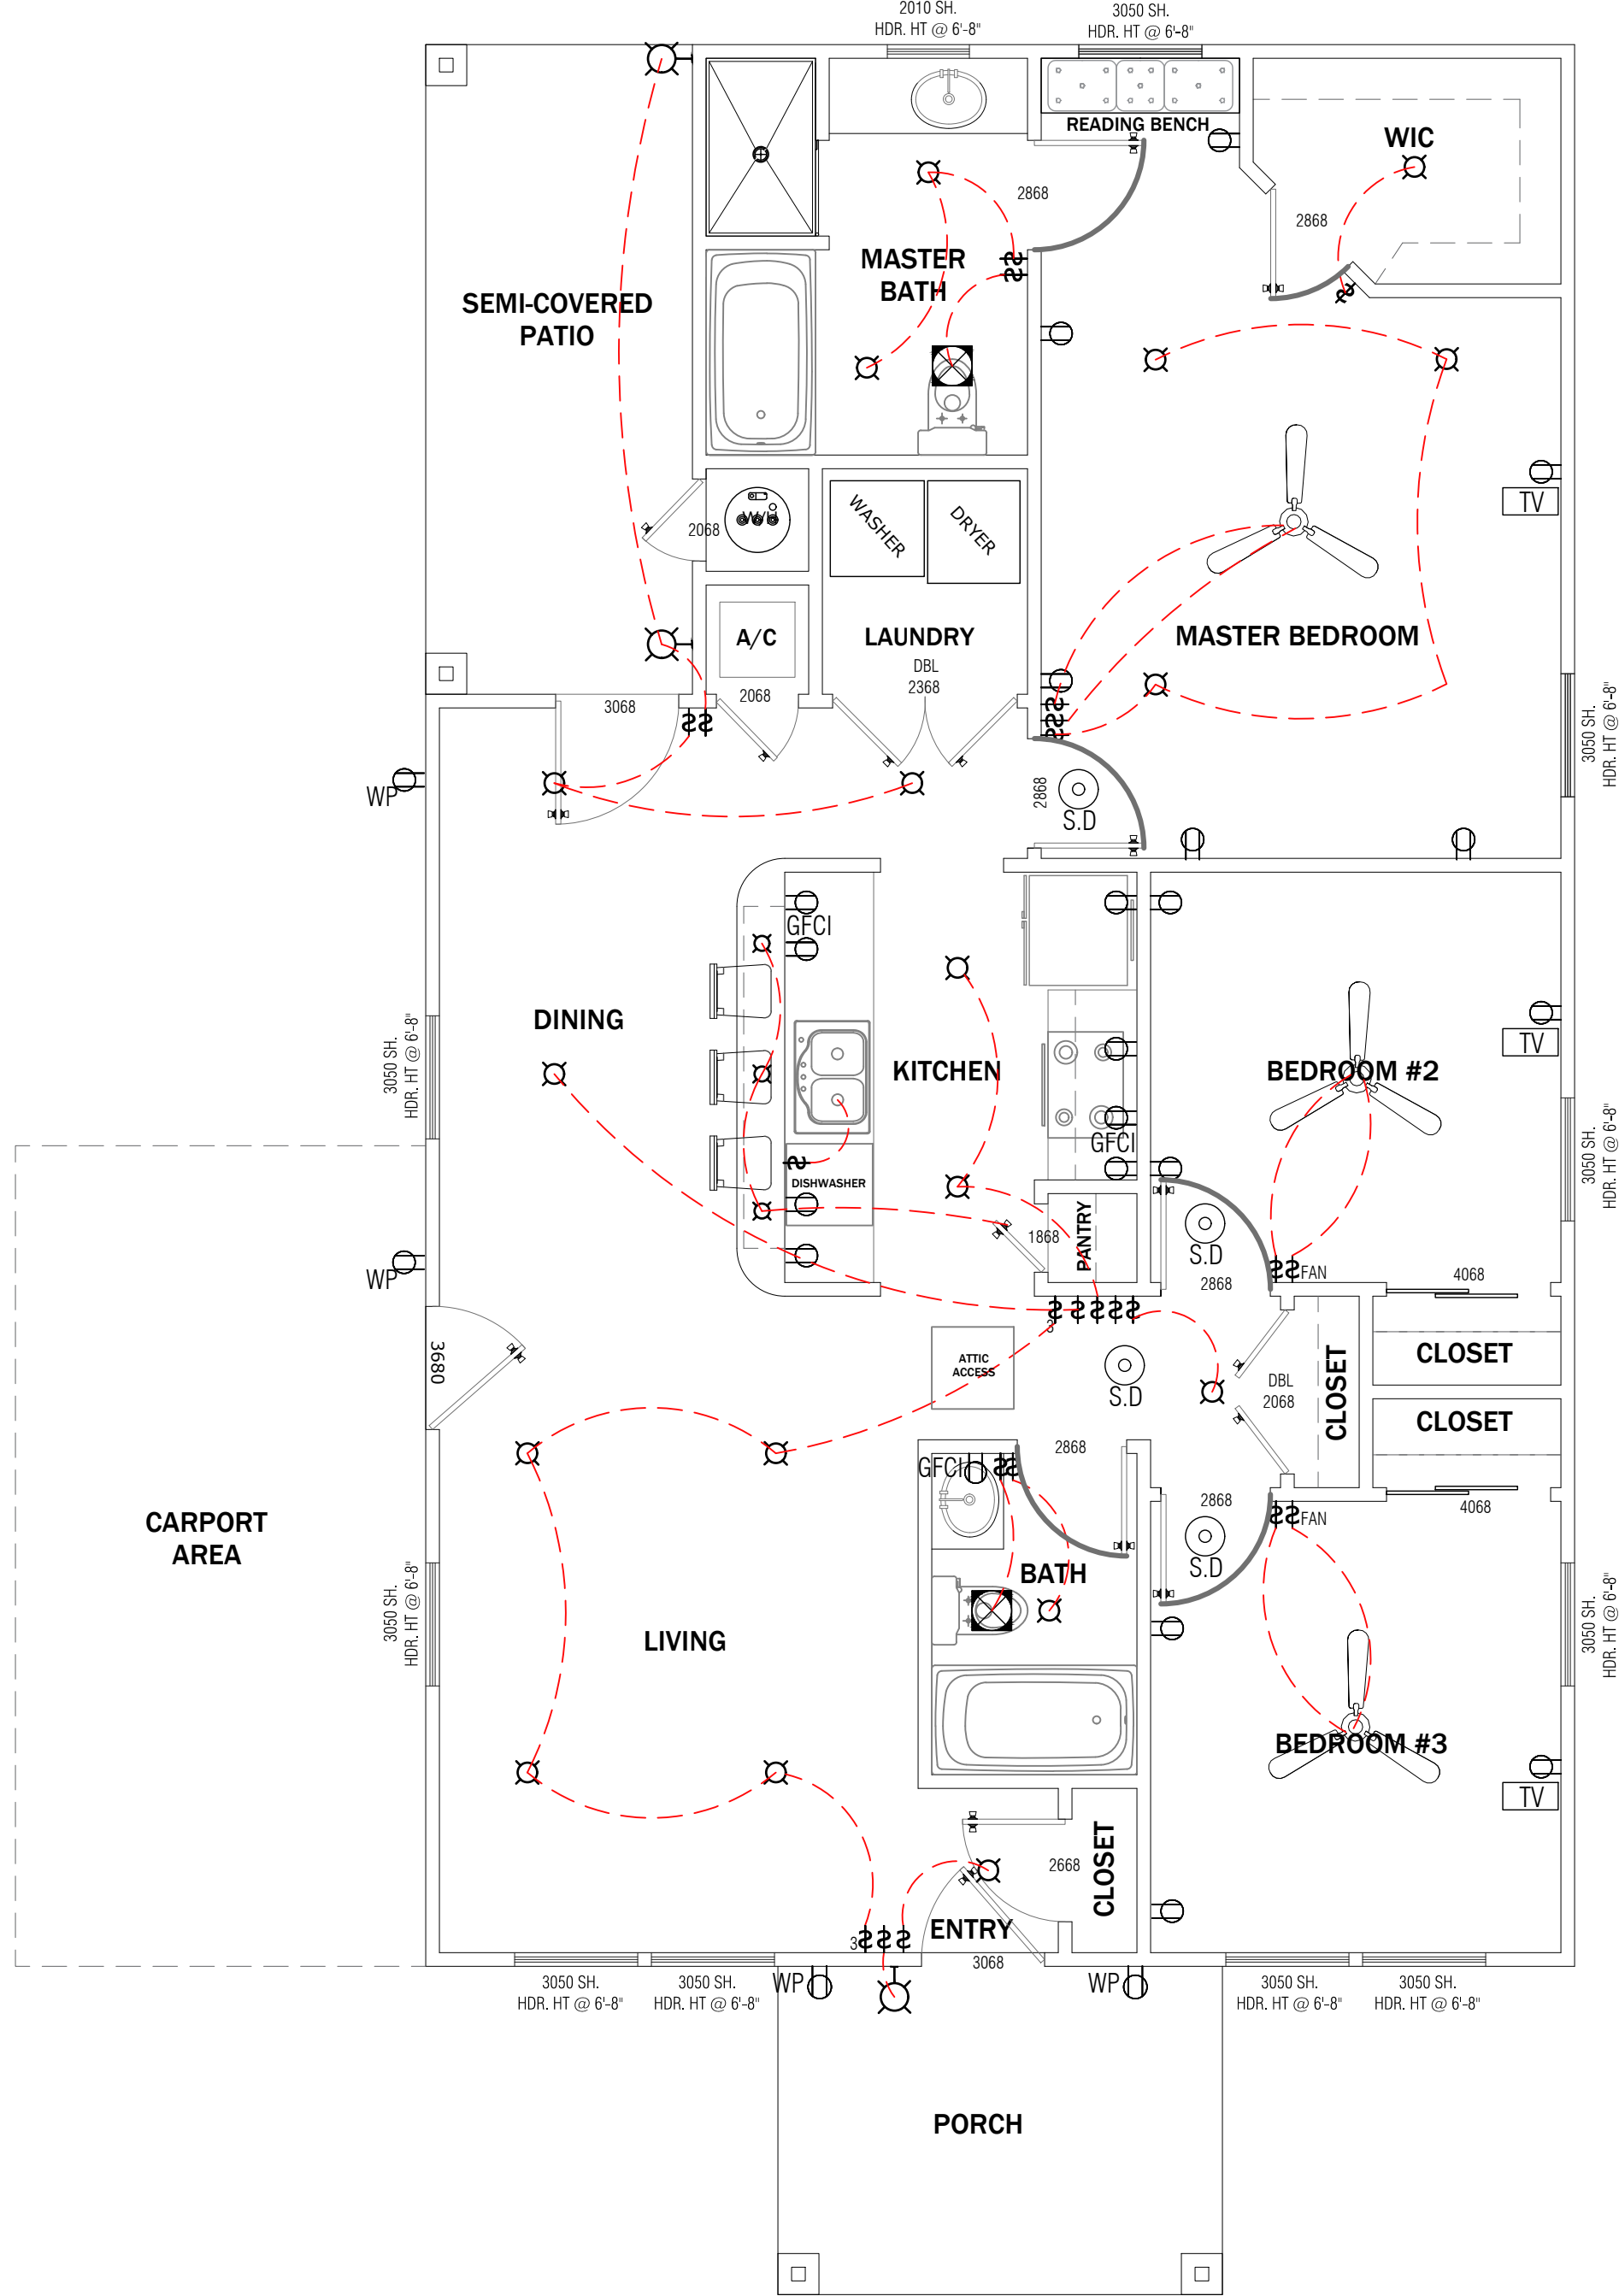 2010 SH.
HDR. HT @ 6'-8"
3050 SH.
HDR. HT @ 6'-8"
READING BENCH
WIC
2868
2868
MASTER
BATH
SEMI-COVERED
PATIO
TV
WASHER
DRYER
W/H
2068
A/C
LAUNDRY
MASTER BEDROOM
DBL
2368
2068
3068
3050 SH.
HDR. HT @ 6'-8"
WP
2868
S.D
GFCI
DINING
3050 SH.
HDR. HT @ 6'-8"
KITCHEN
BEDROOM #2
TV
GFCI
3050 SH.
HDR. HT @ 6'-8"
DISHWASHER
1868
PANTRY
S.D
WP
2868
FAN
4068
3
3680
ATTIC
ACCESS
S.D
DBL
2068
CLOSET
CLOSET
CLOSET
2868
GFCI
2868
FAN
4068
CARPORT
AREA
S.D
BATH
3050 SH.
HDR. HT @ 6'-8"
3050 SH.
HDR. HT @ 6'-8"
LIVING
BEDROOM #3
TV
2668
CLOSET
ENTRY
3
3068
3050 SH.
HDR. HT @ 6'-8"
3050 SH.
HDR. HT @ 6'-8"
WP
WP
3050 SH.
HDR. HT @ 6'-8"
3050 SH.
HDR. HT @ 6'-8"
PORCH